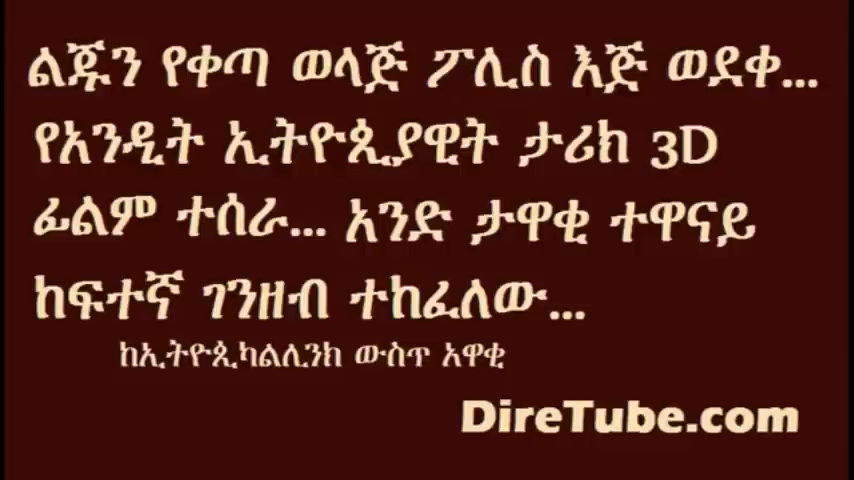 ልጁን የቀጣ ወላጅ ፖሊስ እጅ ወደቀ...
የአንዲት ኢትዮጲያዊት ታሪክ 3D
ፊልም ተሰራ... አንድ ታዋቂ ተዋናይ
ከፍተኛ ገንዘብ ተከፈለው...
ከኢትዮጲካልሊንክ ውስጥ አዋቂ
DireTube.com